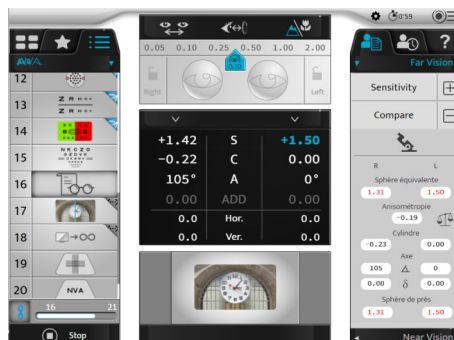 0:59
?
AVA
12
13
14
15
16
17
18
19
20
Z R H
N K C Z O
NVA
16 21
Stop
0.05 0.10 0.25 0.50 1.00 2.00
0.10
Right Left
+1.42 S +1.50
-0.22 C 0.00
105° A 0°
0.00 ADD 0.00
0.0 Hor. 0.0
0.0 Ver. 0.0
Far Vision
Sensitivity
Compare
R L
Sphère équivalente
1.31 1.50
Anisométropie
-0.19
Cylindre
-0.23 0.00
Axe
105 0
0.00 δ 0.00
Sphère de près
1.31 1.50
Near Vision